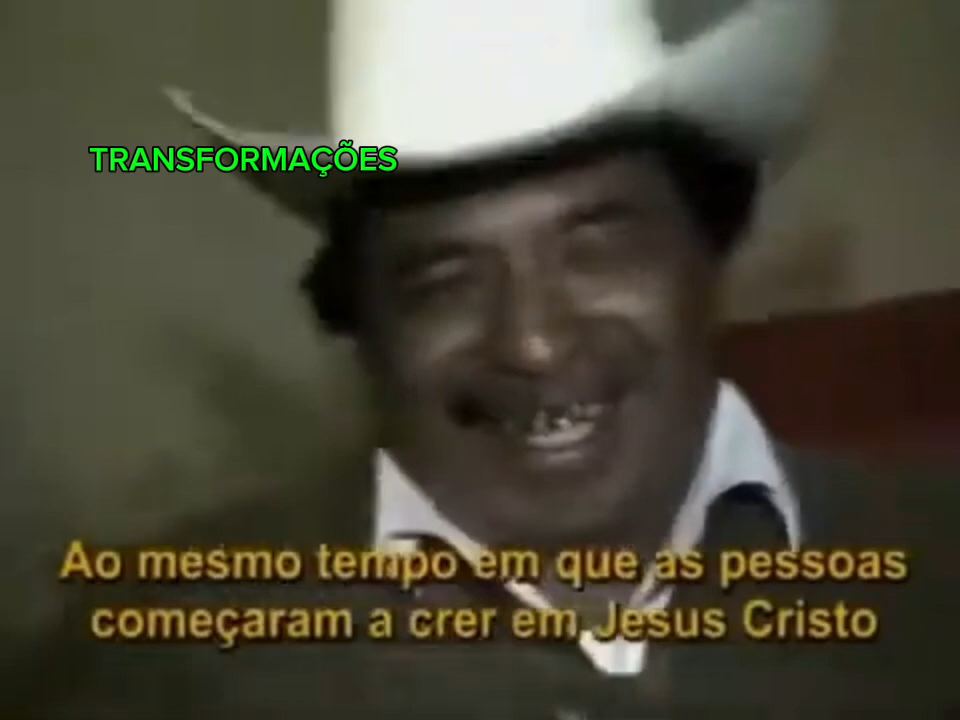 TRANSFORMAÇÕES
Ao mesmo tempo em que as pessoas
começaram a crer em Jesus Cristo